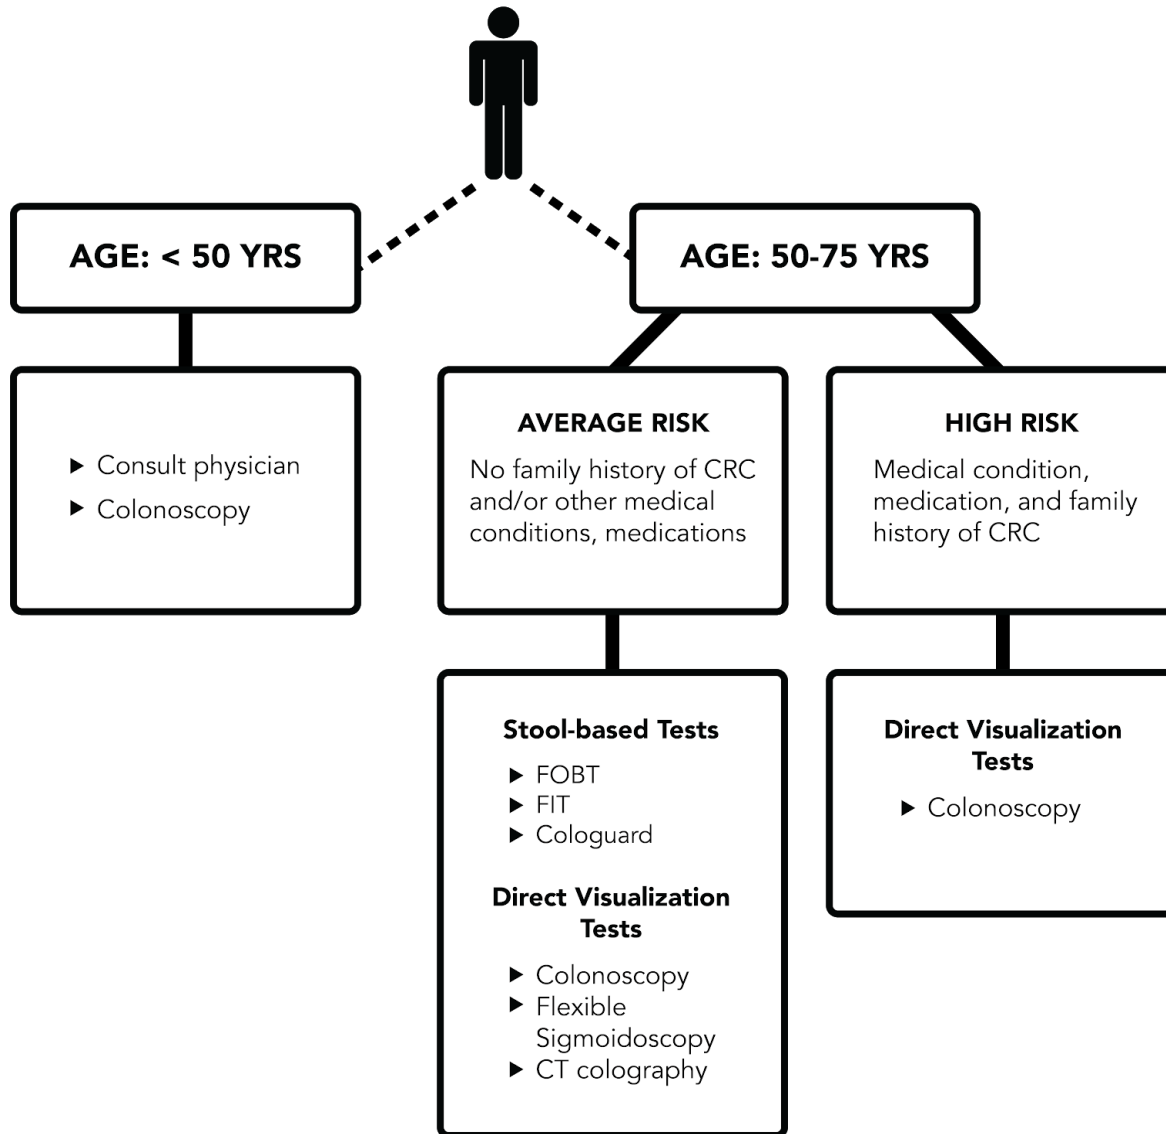 AGE: < 50 YRS
Consult physician
Colonoscopy
AGE: 50-75 YRS
AVERAGE RISK
No family history of CRC
and/or other medical
conditions, medications
Stool-based Tests
FOBT
FIT
Cologuard
Direct Visualization
Tests
Colonoscopy
Flexible
Sigmoidoscopy
CT colography
HIGH RISK
Medical condition,
medication, and family
history of CRC
Direct Visualization
Tests
Colonoscopy